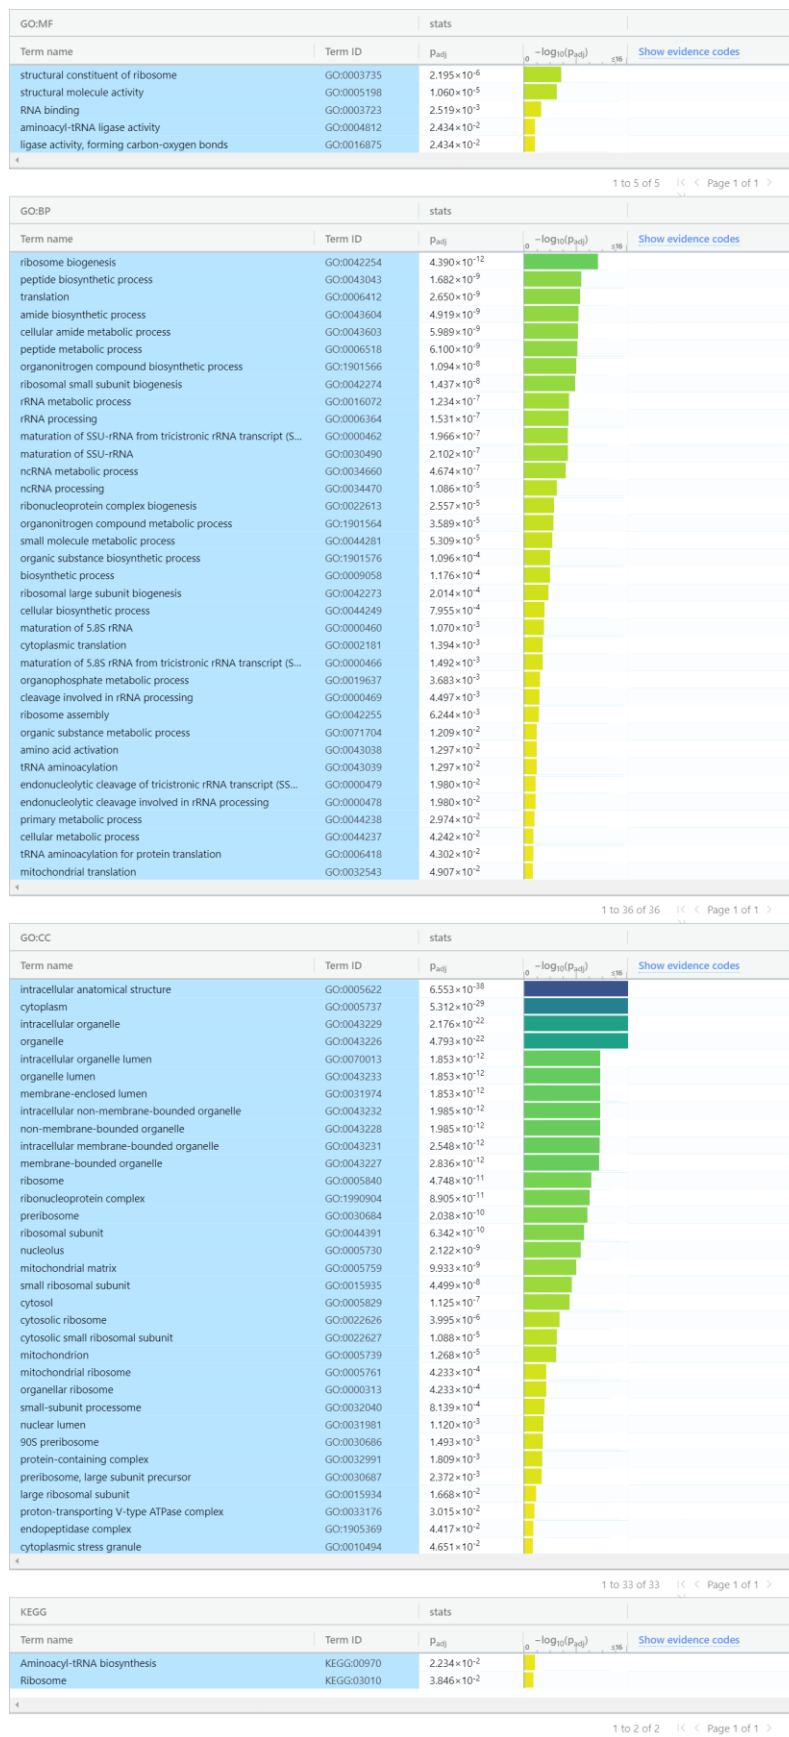 GO:MF stats
Term name Term ID p_adj −log₁₀(p_adj) Show evidence codes
0 ≤16
structural constituent of ribosome GO:0003735 2.195×10⁻⁶
structural molecule activity GO:0005198 1.060×10⁻⁵
RNA binding GO:0003723 2.519×10⁻³
aminoacyl-tRNA ligase activity GO:0004812 2.434×10⁻²
ligase activity, forming carbon-oxygen bonds GO:0016875 2.434×10⁻²
1 to 5 of 5 Page 1 of 1
GO:BP stats
Term name Term ID p_adj −log₁₀(p_adj) Show evidence codes
0 ≤16
ribosome biogenesis GO:0042254 4.390×10⁻¹²
peptide biosynthetic process GO:0043043 1.682×10⁻⁹
translation GO:0006412 2.650×10⁻⁹
amide biosynthetic process GO:0043604 4.919×10⁻⁹
cellular amide metabolic process GO:0043603 5.989×10⁻⁹
peptide metabolic process GO:0006518 6.100×10⁻⁹
organonitrogen compound biosynthetic process GO:1901566 1.094×10⁻⁸
ribosomal small subunit biogenesis GO:0042274 1.437×10⁻⁸
rRNA metabolic process GO:0016072 1.234×10⁻⁷
rRNA processing GO:0006364 1.531×10⁻⁷
maturation of SSU-rRNA from tricistronic rRNA transcript (S... GO:0000462 1.966×10⁻⁷
maturation of SSU-rRNA GO:0030490 2.102×10⁻⁷
ncRNA metabolic process GO:0034660 4.674×10⁻⁷
ncRNA processing GO:0034470 1.086×10⁻⁵
ribonucleoprotein complex biogenesis GO:0022613 2.557×10⁻⁵
organonitrogen compound metabolic process GO:1901564 3.589×10⁻⁵
small molecule metabolic process GO:0044281 5.309×10⁻⁵
organic substance biosynthetic process GO:1901576 1.096×10⁻⁴
biosynthetic process GO:0009058 1.176×10⁻⁴
ribosomal large subunit biogenesis GO:0042273 2.014×10⁻⁴
cellular biosynthetic process GO:0044249 7.955×10⁻⁴
maturation of 5.8S rRNA GO:0000460 1.070×10⁻³
cytoplasmic translation GO:0002181 1.394×10⁻³
maturation of 5.8S rRNA from tricistronic rRNA transcript (S... GO:0000466 1.492×10⁻³
organophosphate metabolic process GO:0019637 3.683×10⁻³
cleavage involved in rRNA processing GO:0000469 4.497×10⁻³
ribosome assembly GO:0042255 6.244×10⁻³
organic substance metabolic process GO:0071704 1.209×10⁻²
amino acid activation GO:0043038 1.297×10⁻²
tRNA aminoacylation GO:0043039 1.297×10⁻²
endonucleolytic cleavage of tricistronic rRNA transcript (SS... GO:0000479 1.980×10⁻²
endonucleolytic cleavage involved in rRNA processing GO:0000478 1.980×10⁻²
primary metabolic process GO:0044238 2.974×10⁻²
cellular metabolic process GO:0044237 4.242×10⁻²
tRNA aminoacylation for protein translation GO:0006418 4.302×10⁻²
mitochondrial translation GO:0032543 4.907×10⁻²
1 to 36 of 36 Page 1 of 1
GO:CC stats
Term name Term ID p_adj −log₁₀(p_adj) Show evidence codes
0 ≤16
intracellular anatomical structure GO:0005622 6.553×10⁻³⁸
cytoplasm GO:0005737 5.312×10⁻²⁹
intracellular organelle GO:0043229 2.176×10⁻²²
organelle GO:0043226 4.793×10⁻²²
intracellular organelle lumen GO:0070013 1.853×10⁻¹²
organelle lumen GO:0043233 1.853×10⁻¹²
membrane-enclosed lumen GO:0031974 1.853×10⁻¹²
intracellular non-membrane-bounded organelle GO:0043232 1.985×10⁻¹²
non-membrane-bounded organelle GO:0043228 1.985×10⁻¹²
intracellular membrane-bounded organelle GO:0043231 2.548×10⁻¹²
membrane-bounded organelle GO:0043227 2.836×10⁻¹²
ribosome GO:0005840 4.748×10⁻¹¹
ribonucleoprotein complex GO:1990904 8.905×10⁻¹¹
preribosome GO:0030684 2.038×10⁻¹⁰
ribosomal subunit GO:0044391 6.342×10⁻¹⁰
nucleolus GO:0005730 2.122×10⁻⁹
mitochondrial matrix GO:0005759 9.933×10⁻⁹
small ribosomal subunit GO:0015935 4.499×10⁻⁸
cytosol GO:0005829 1.125×10⁻⁷
cytosolic ribosome GO:0022626 3.995×10⁻⁶
cytosolic small ribosomal subunit GO:0022627 1.088×10⁻⁵
mitochondrion GO:0005739 1.268×10⁻⁵
mitochondrial ribosome GO:0005761 4.233×10⁻⁴
organellar ribosome GO:0000313 4.233×10⁻⁴
small-subunit processome GO:0032040 8.139×10⁻⁴
nuclear lumen GO:0031981 1.120×10⁻³
90S preribosome GO:0030686 1.493×10⁻³
protein-containing complex GO:0032991 1.809×10⁻³
preribosome, large subunit precursor GO:0030687 2.372×10⁻³
large ribosomal subunit GO:0015934 1.668×10⁻²
proton-transporting V-type ATPase complex GO:0033176 3.015×10⁻²
endopeptidase complex GO:1905369 4.417×10⁻²
cytoplasmic stress granule GO:0010494 4.651×10⁻²
1 to 33 of 33 Page 1 of 1
KEGG stats
Term name Term ID p_adj −log₁₀(p_adj) Show evidence codes
0 ≤16
Aminoacyl-tRNA biosynthesis KEGG:00970 2.234×10⁻²
Ribosome KEGG:03010 3.846×10⁻²
1 to 2 of 2 Page 1 of 1